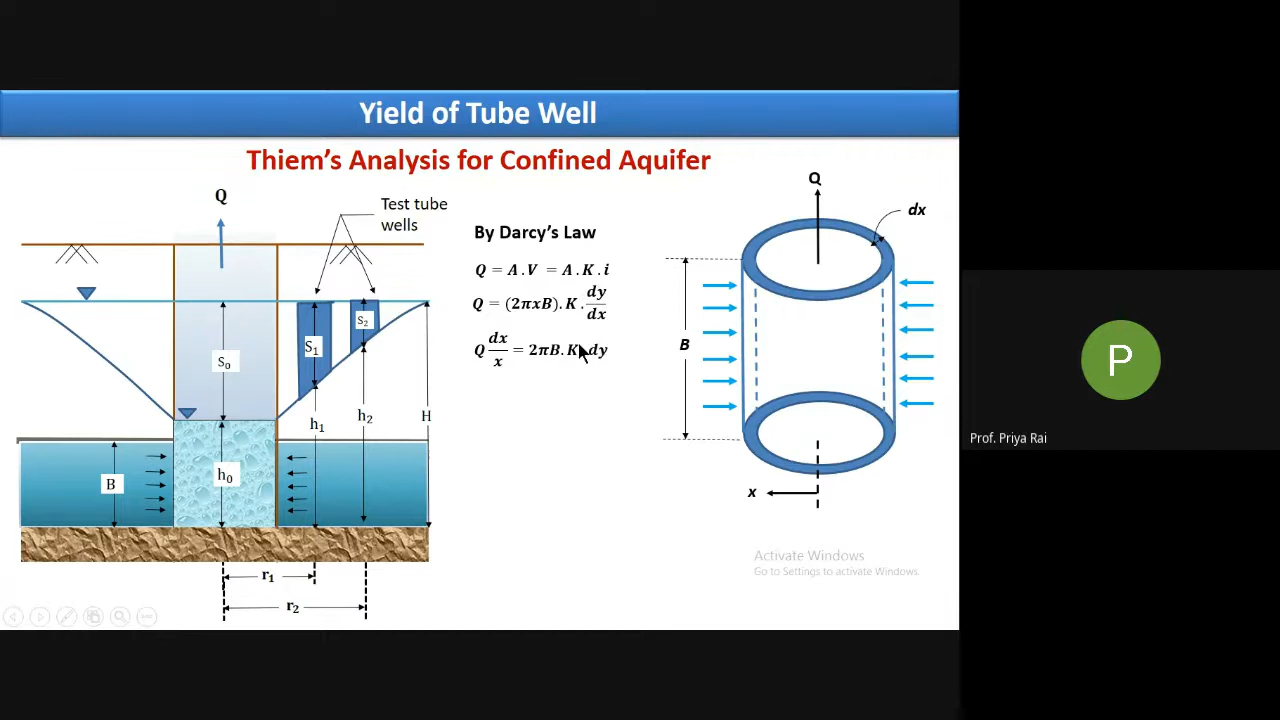 Yield of Tube Well
Thiem's Analysis for Confined Aquifer
Q
Test tube
wells
S₀
S₁
S₂
h₁
h₂
H
B
h₀
r₁
r₂
By Darcy's Law
Q = A . V = A . K . i
Q = (2πxB). K . dy/dx
Q dx/x = 2πB. K dy
Q
dx
B
x
Activate Windows
Go to Settings to activate Windows.
P
Prof. Priya Rai